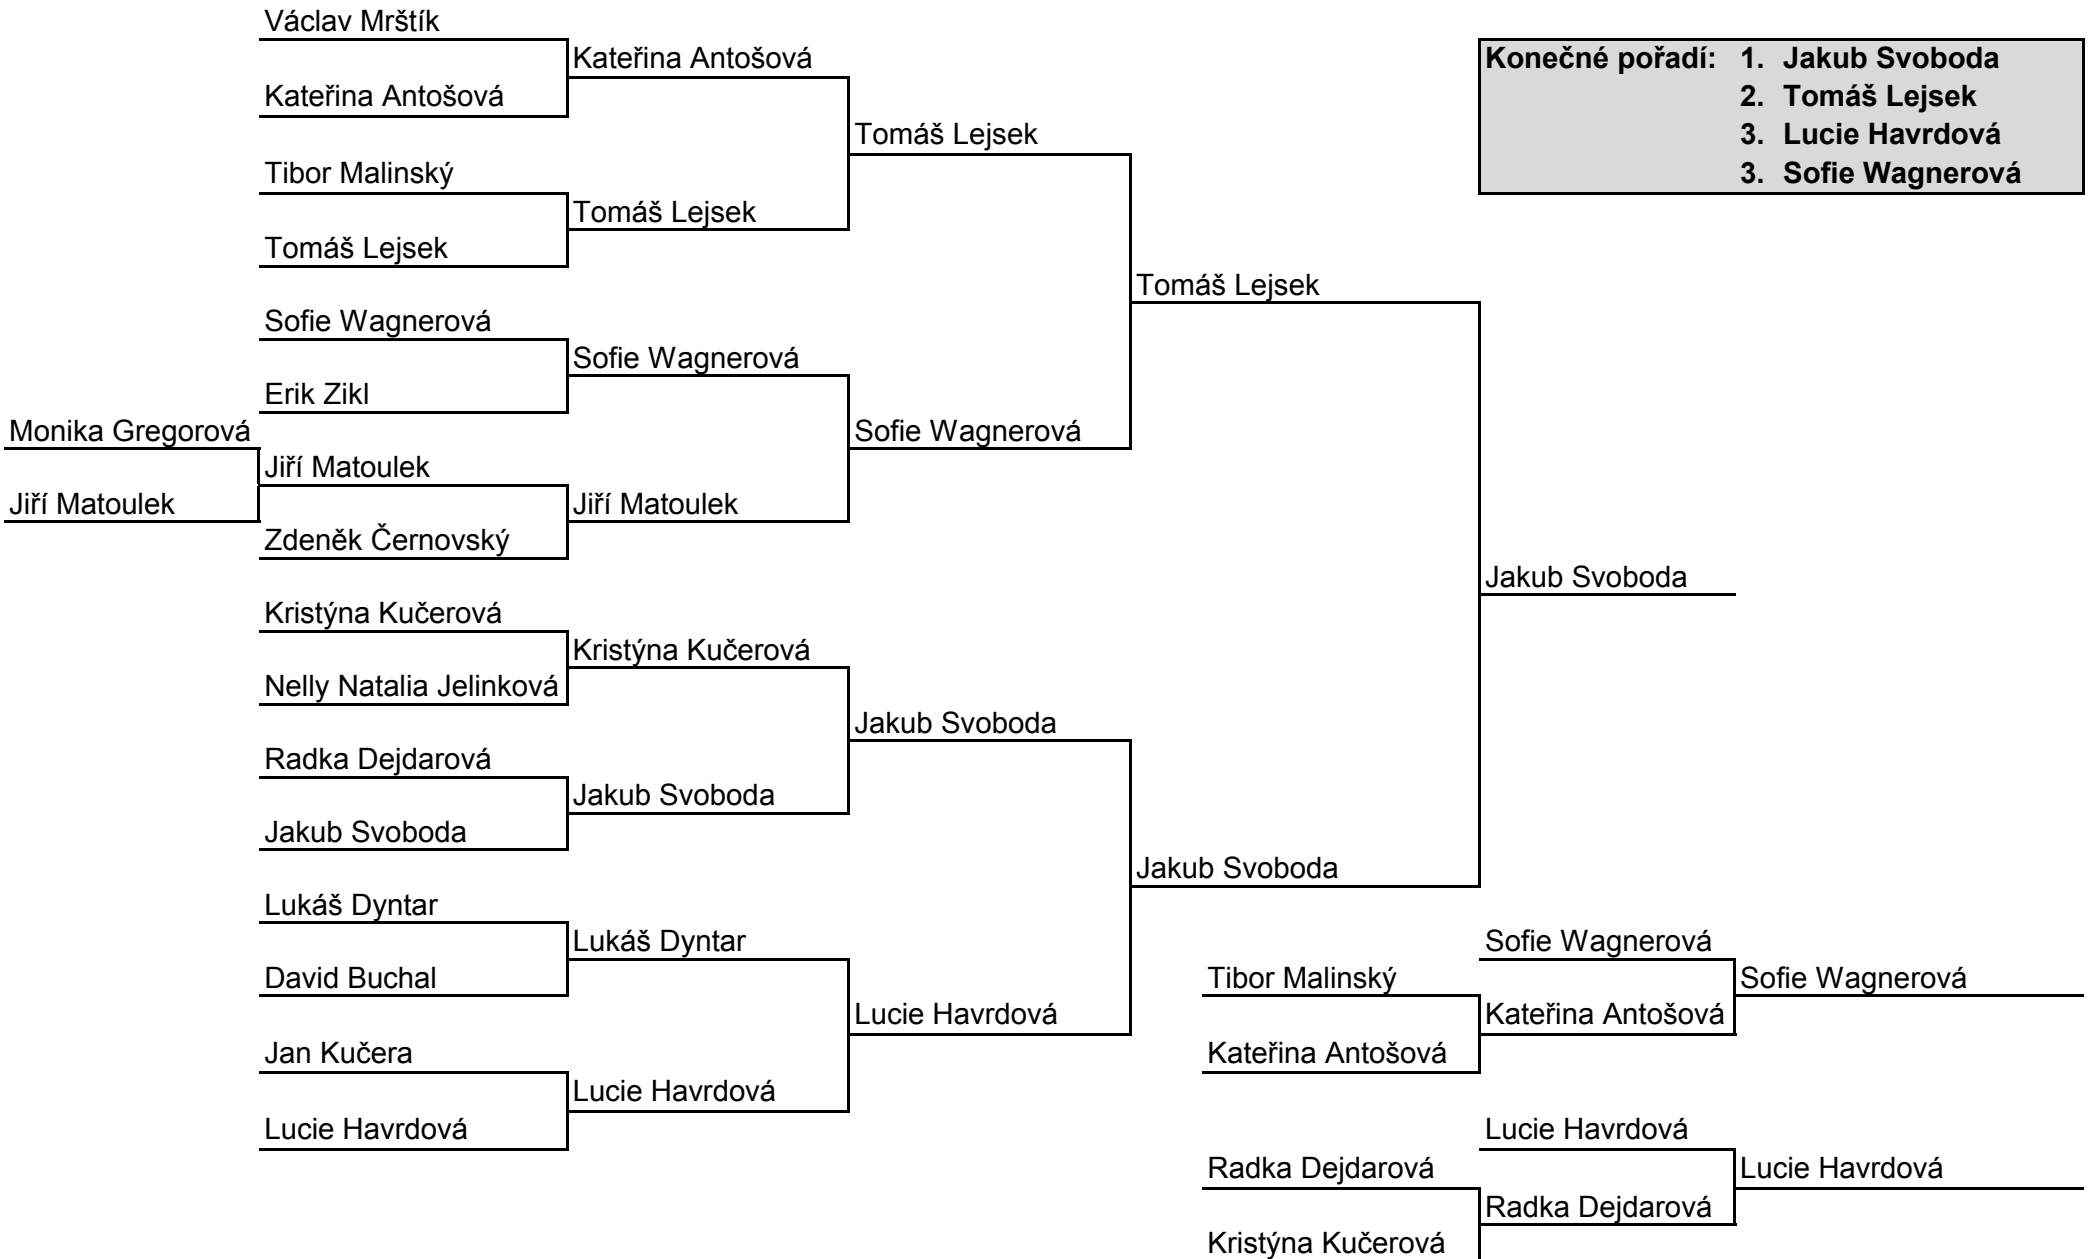 Václav Mrštík
Kateřina Antošová
Kateřina Antošová
Tibor Malinský
Tomáš Lejsek
Tomáš Lejsek
Tomáš Lejsek
Sofie Wagnerová
Erik Zikl
Sofie Wagnerová
Monika Gregorová
Jiří Matoulek
Jiří Matoulek
Zdeněk Černovský
Jiří Matoulek
Sofie Wagnerová
Tomáš Lejsek
Kristýna Kučerová
Nelly Natalia Jelinková
Kristýna Kučerová
Radka Dejdarová
Jakub Svoboda
Jakub Svoboda
Jakub Svoboda
Lukáš Dyntar
David Buchal
Lukáš Dyntar
Jan Kučera
Lucie Havrdová
Lucie Havrdová
Lucie Havrdová
Jakub Svoboda
Jakub Svoboda
Konečné pořadí: 1. Jakub Svoboda
2. Tomáš Lejsek
3. Lucie Havrdová
3. Sofie Wagnerová
Sofie Wagnerová
Tibor Malinský
Kateřina Antošová
Kateřina Antošová
Sofie Wagnerová
Lucie Havrdová
Radka Dejdarová
Kristýna Kučerová
Radka Dejdarová
Lucie Havrdová